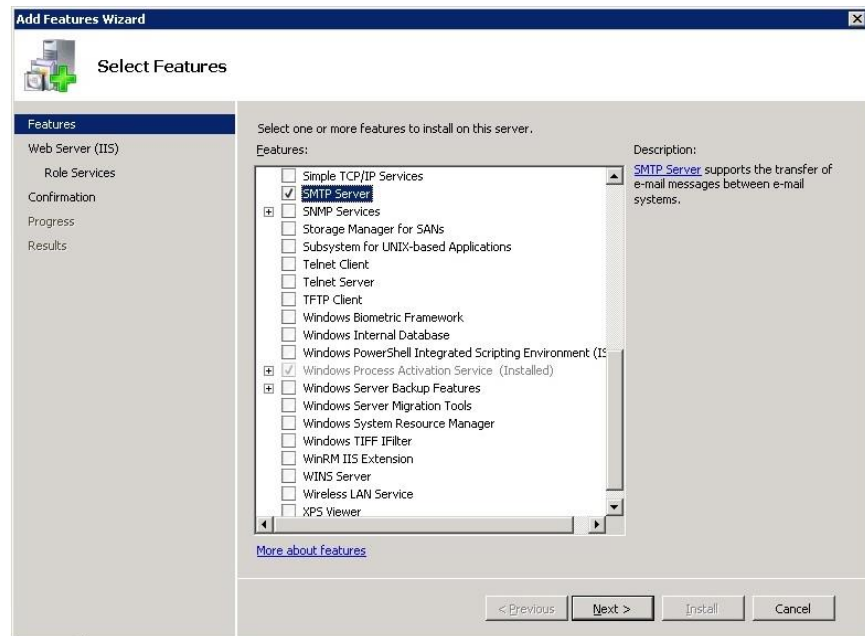 Add Features Wizard
Select Features
Features
Web Server (IIS)
Role Services
Confirmation
Progress
Results
Select one or more features to install on this server.
Features:
Simple TCP/IP Services
SMTP Server
SNMP Services
Storage Manager for SANs
Subsystem for UNIX-based Applications
Telnet Client
Telnet Server
TFTP Client
Windows Biometric Framework
Windows Internal Database
Windows PowerShell Integrated Scripting Environment (IS
Windows Process Activation Service (Installed)
Windows Server Backup Features
Windows Server Migration Tools
Windows System Resource Manager
Windows TIFF IFilter
WinRM IIS Extension
WINS Server
Wireless LAN Service
XPS Viewer
More about features
Description:
SMTP Server supports the transfer of
e-mail messages between e-mail
systems.
< Previous
Next >
Install
Cancel